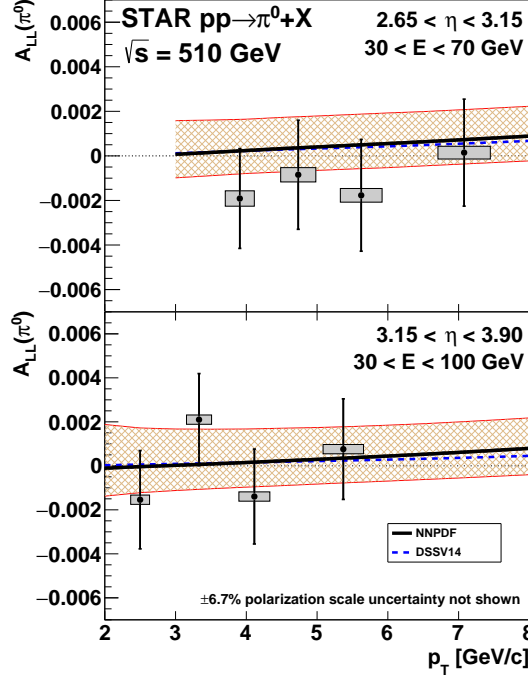 STAR pp→π⁰+X
√s = 510 GeV
2.65 < η < 3.15
30 < E < 70 GeV
A_LL(π⁰)
0.006
0.004
0.002
0
−0.002
−0.004
−0.006
3.15 < η < 3.90
30 < E < 100 GeV
A_LL(π⁰)
0.006
0.004
0.002
0
−0.002
−0.004
−0.006
NNPDF
DSSV14
±6.7% polarization scale uncertainty not shown
2 3 4 5 6 7 8
p_T [GeV/c]